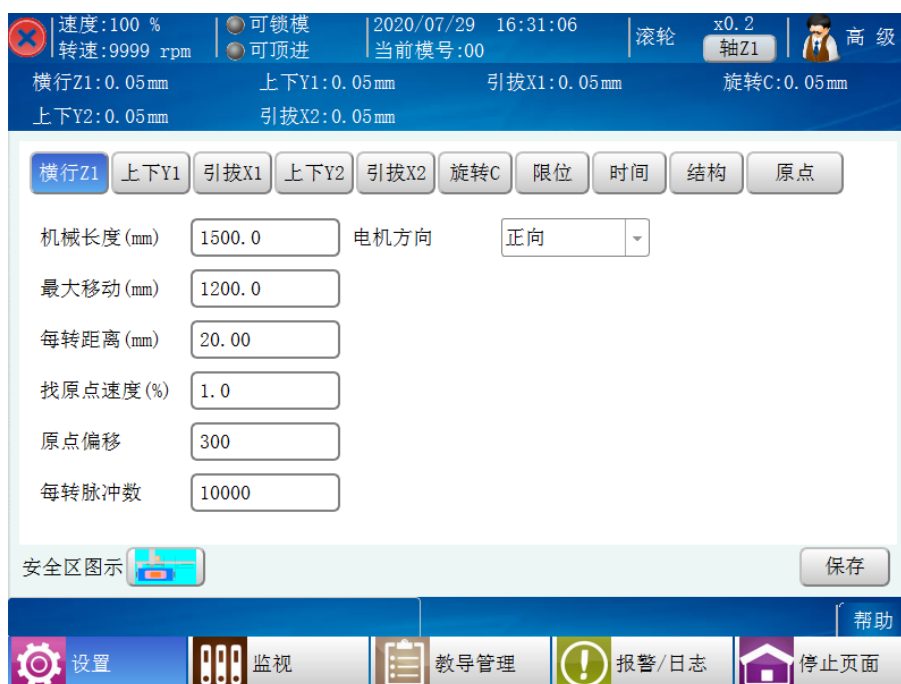 速度:100 % 可锁模 2020/07/29 16:31:06 滚轮 x0.2 高 级
转速:9999 rpm 可顶进 当前模号:00 轴Z1
横行Z1:0.05mm 上下Y1:0.05mm 引拔X1:0.05mm 旋转C:0.05mm
上下Y2:0.05mm 引拔X2:0.05mm
横行Z1 上下Y1 引拔X1 上下Y2 引拔X2 旋转C 限位 时间 结构 原点
机械长度(mm) 1500.0 电机方向 正向
最大移动(mm) 1200.0
每转距离(mm) 20.00
找原点速度(%) 1.0
原点偏移 300
每转脉冲数 10000
安全区图示 保存
帮助
设置 监视 教导管理 报警/日志 停止页面